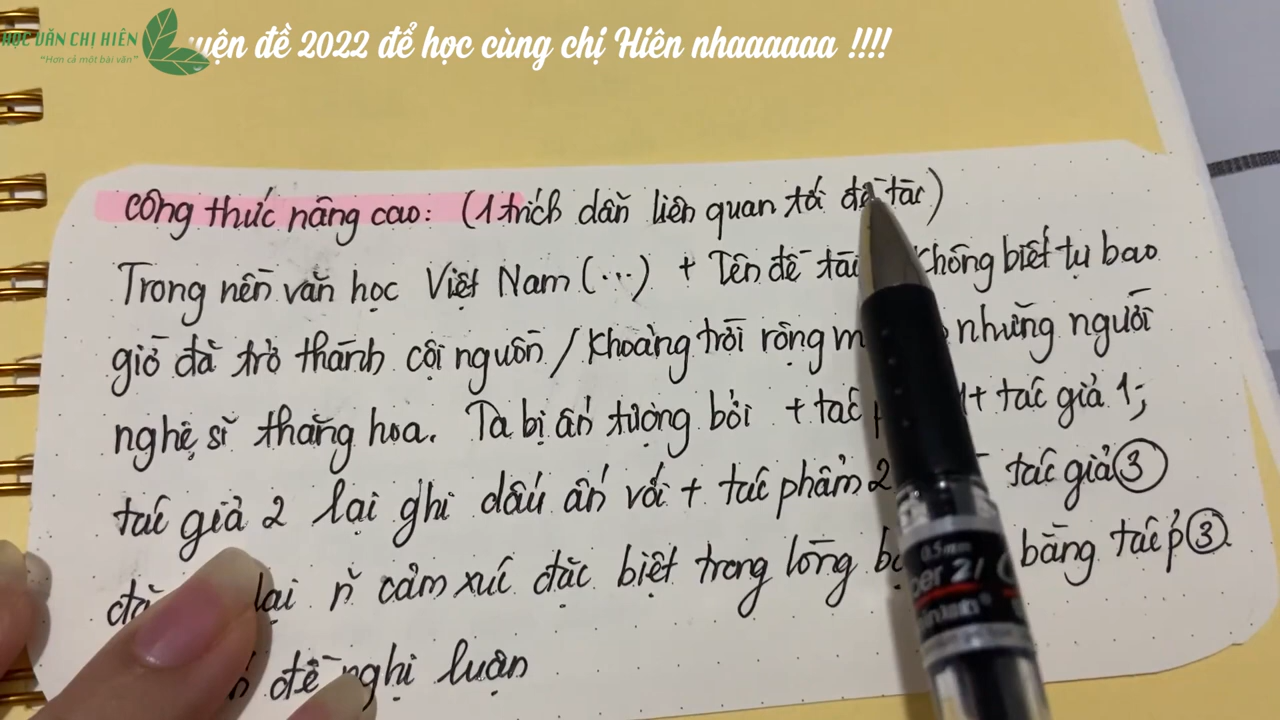 HỌC VĂN CHỊ HIÊN
"Hơn cả một bài văn"
uyện đề 2022 để học cùng chị Hiên nhaaaaaa !!!!
Công thức nâng cao: (1 trích dẫn liên quan tới đề tài)
Trong nền văn học Việt Nam (...) + Tên đề tài không biết tự bao
giờ đã trở thành cội nguồn / khoảng trời rộng những người
nghệ sĩ thăng hoa. Ta bị ấn tượng bởi + tác + tác giả 1;
tác giả 2 lại ghi dấu ấn với + tác phẩm 2 tác giả ③
lại n̂ cảm xúc đặc biệt trong lòng bằng tác p̉ ③
đề nghị luận
0.5mm